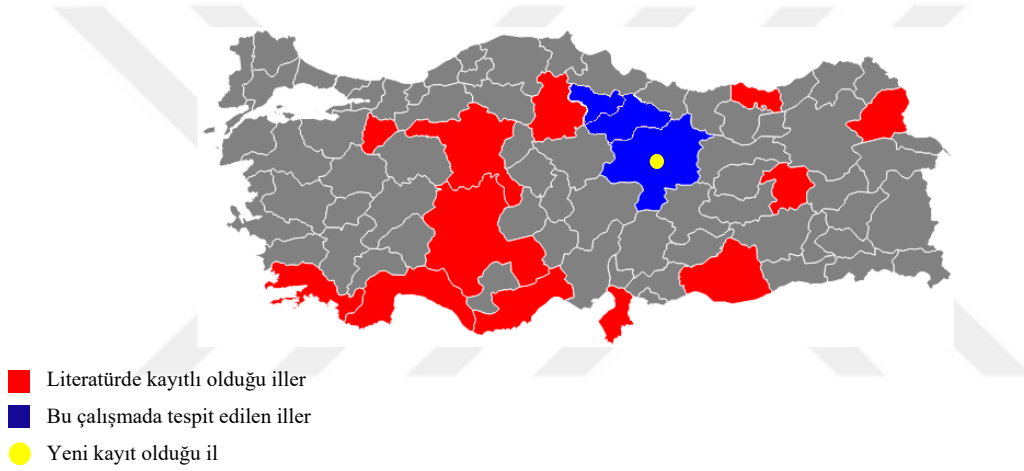 Literatürde kayıtlı olduğu iller
Bu çalışmada tespit edilen iller
Yeni kayıt olduğu il